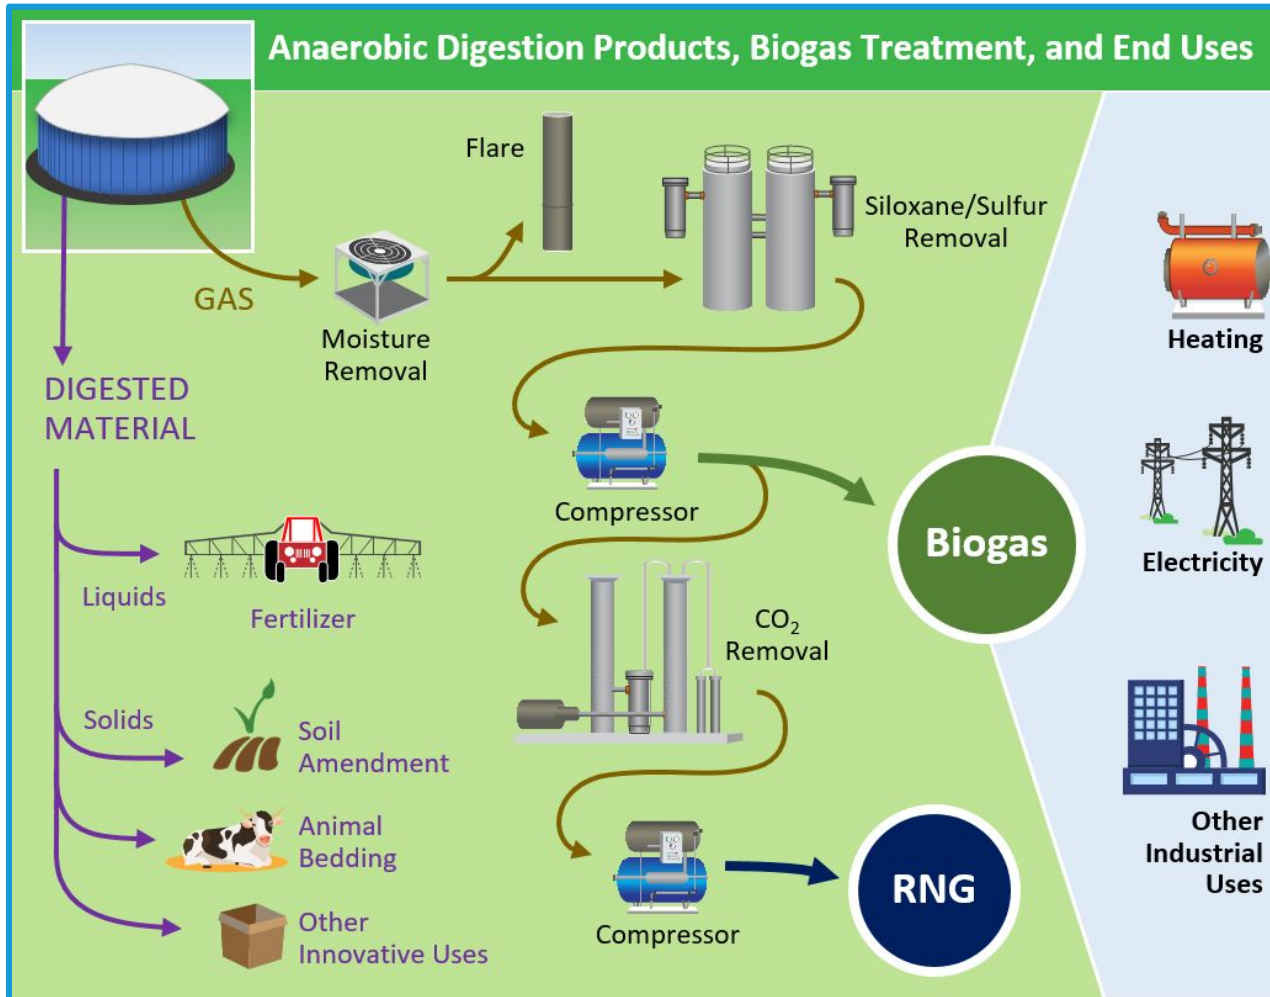 Anaerobic Digestion Products, Biogas Treatment, and End Uses
Flare
Siloxane/Sulfur
Removal
GAS
Moisture
Removal
Heating
DIGESTED
MATERIAL
Compressor
Biogas
Electricity
Liquids
Fertilizer
CO₂
Removal
Solids
Soil
Amendment
Animal
Bedding
Other
Industrial
Uses
Compressor
RNG
Other
Innovative Uses